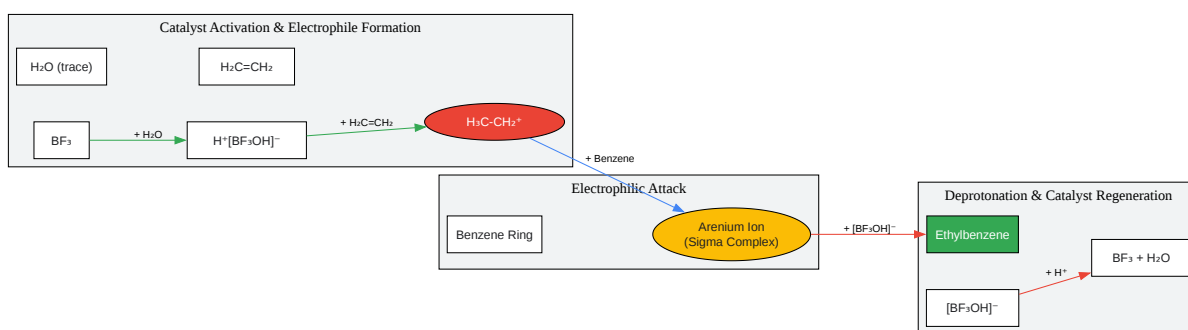 Catalyst Activation & Electrophile Formation
H₂O (trace)
H₂C=CH₂
BF₃
+ H₂O
H⁺[BF₃OH]⁻
+ H₂C=CH₂
H₃C-CH₂⁺
+ Benzene
Electrophilic Attack
Benzene Ring
Arenium Ion
(Sigma Complex)
+ [BF₃OH]⁻
Deprotonation & Catalyst Regeneration
Ethylbenzene
BF₃ + H₂O
+ H⁺
[BF₃OH]⁻